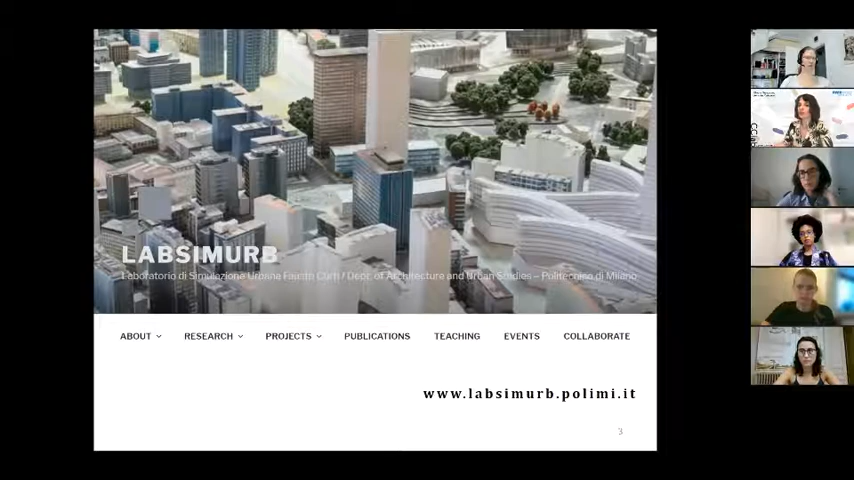 LABSIMURB
Laboratorio di Simulazione Urbana Fausto Curti / Dept. of Architecture and Urban Studies – Politecnico di Milano
ABOUT RESEARCH PROJECTS PUBLICATIONS TEACHING EVENTS COLLABORATE
www.labsimurb.polimi.it
3